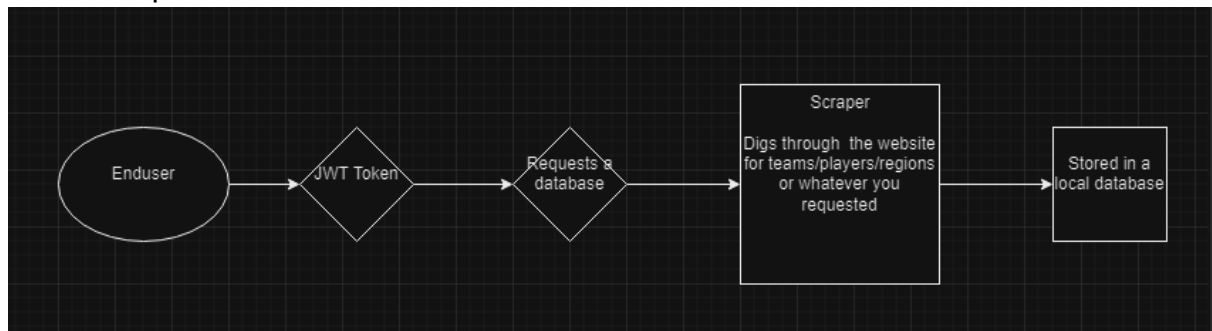 Enduser
JWT Token
Requests a
database
Scraper
Digs through the website
for teams/players/regions
or whatever you
requested
Stored in a
local database